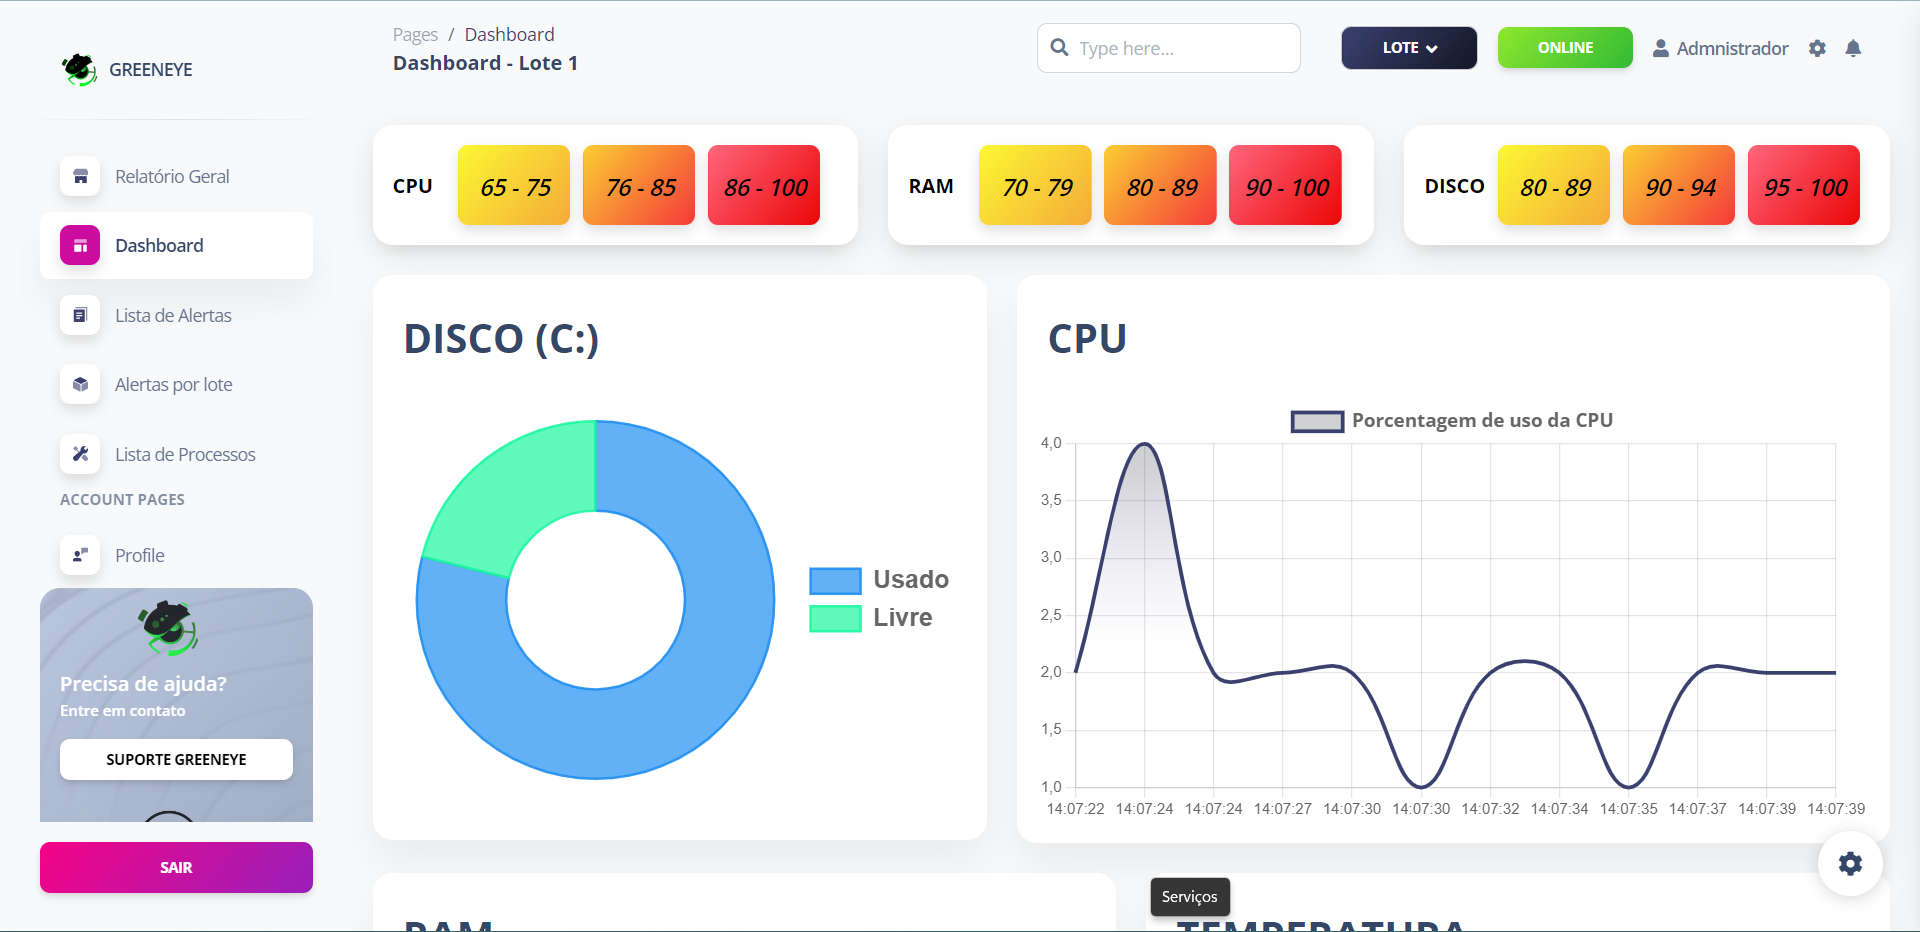 GREENEYE
Relatório Geral
Dashboard
Lista de Alertas
Alertas por lote
Lista de Processos
ACCOUNT PAGES
Profile
Precisa de ajuda?
Entre em contato
SUPORTE GREENEYE
SAIR
Pages / Dashboard
Dashboard - Lote 1
Type here...
LOTE
ONLINE
Admnistrador
CPU 65 - 75 76 - 85 86 - 100
RAM 70 - 79 80 - 89 90 - 100
DISCO 80 - 89 90 - 94 95 - 100
DISCO (C:)
Usado
Livre
CPU
Porcentagem de uso da CPU
4,0
3,5
3,0
2,5
2,0
1,5
1,0
14:07:22 14:07:24 14:07:24 14:07:27 14:07:30 14:07:30 14:07:32 14:07:34 14:07:35 14:07:37 14:07:39 14:07:39
Serviços
RAM
TEMPERATURA